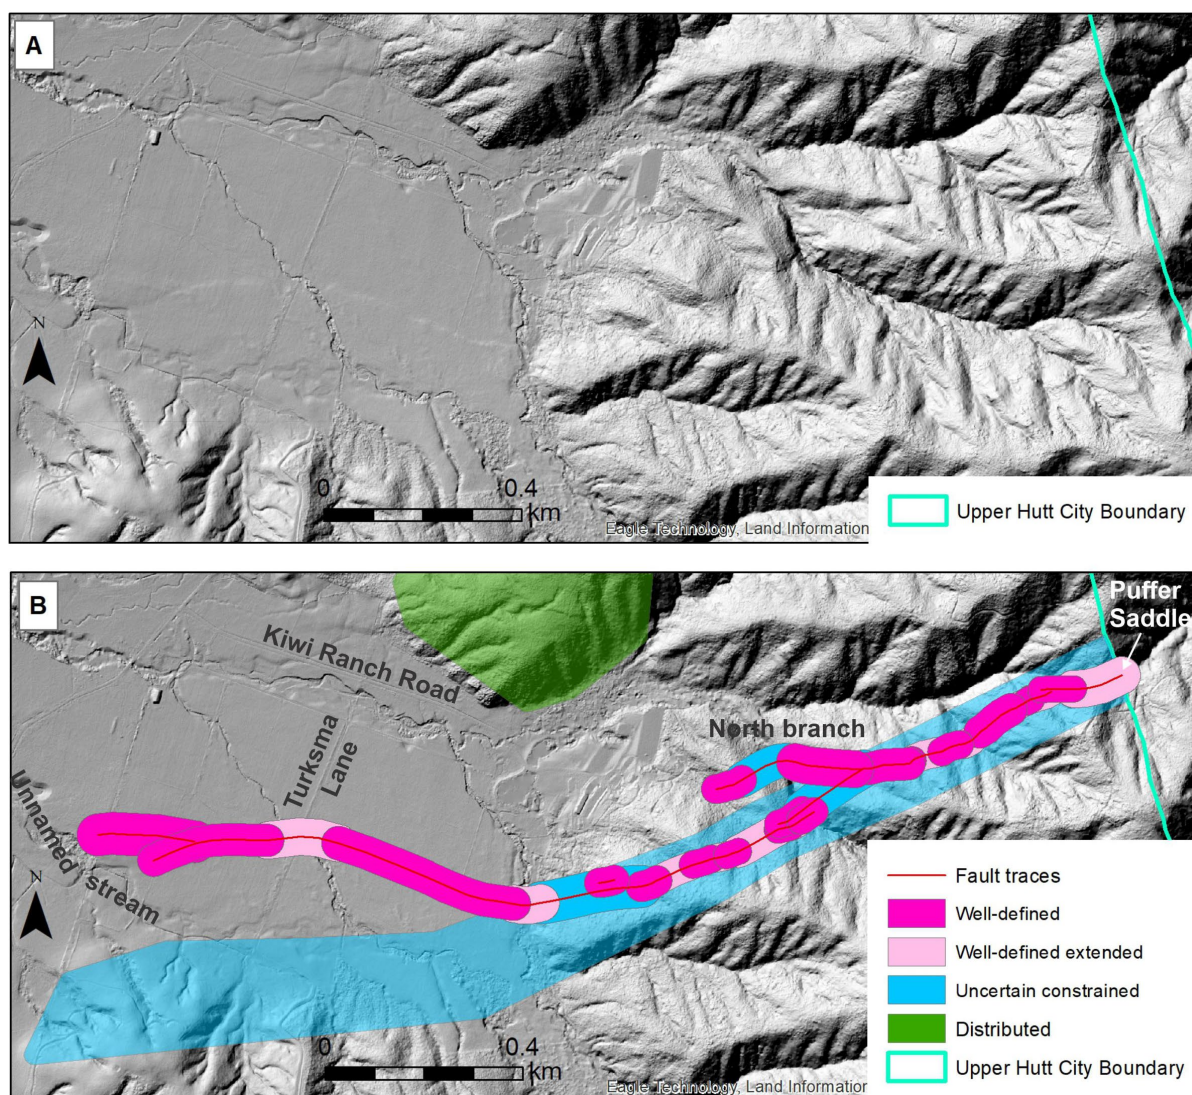 A
N
0
0.4
km
Eagle Technology, Land Information
Upper Hutt City Boundary
B
Puffer
Saddle
Kiwi Ranch Road
North branch
Turksma
Lane
Unnamed stream
N
Fault traces
Well-defined
Well-defined extended
Uncertain constrained
Distributed
Upper Hutt City Boundary
0
0.4
km
Eagle Technology, Land Information